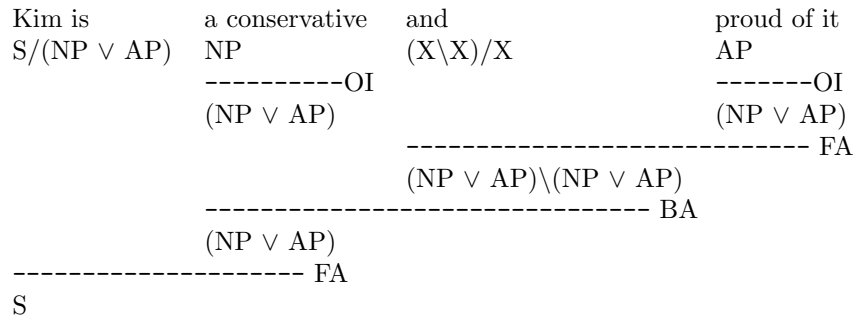 Kim is a conservative and proud of it
S/(NP ∨ AP) NP (X\X)/X AP
----------OI -------OI
(NP ∨ AP) (NP ∨ AP)
----------------------------- FA
(NP ∨ AP)\(NP ∨ AP)
-------------------------------- BA
(NP ∨ AP)
--------------------- FA
S